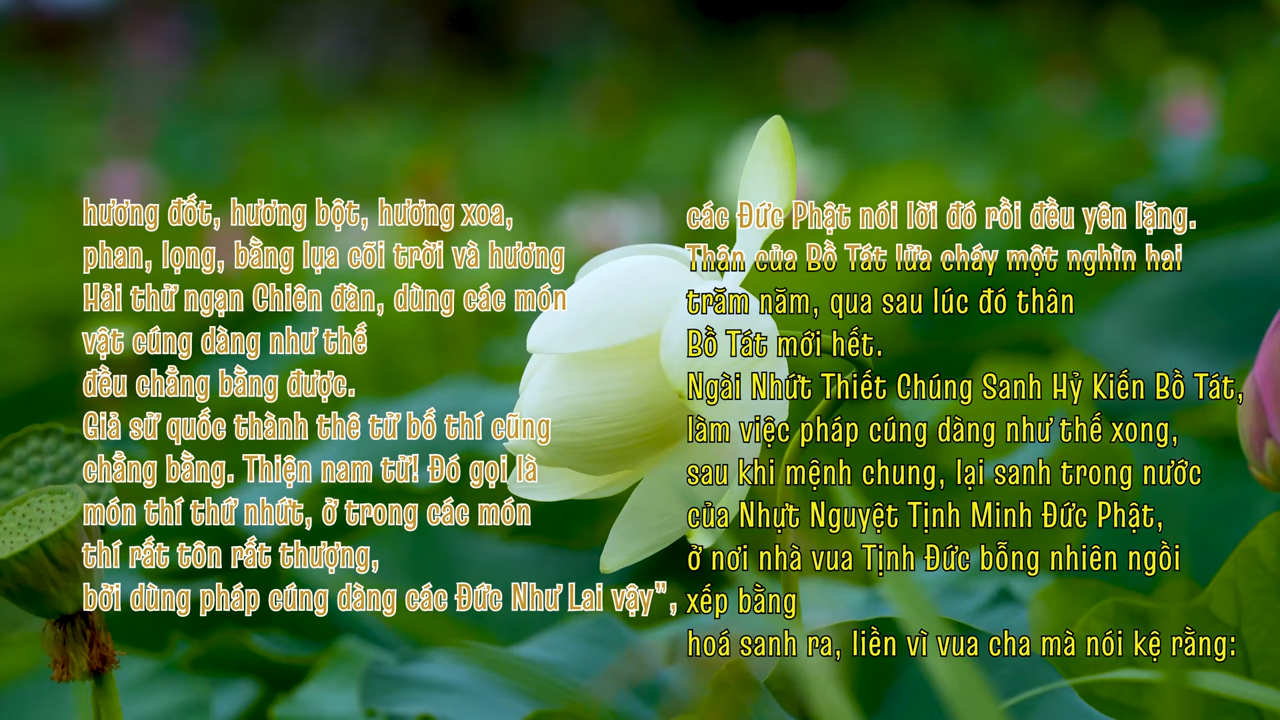 hương đốt, hương bột, hương xoa,
phan, lọng, bằng lụa cõi trời và hương
Hải thử ngạn Chiên đàn, dùng các món
vật cúng dàng như thế
đều chẳng bằng được.
Giả sử quốc thành thê tử bố thí cũng
chẳng bằng. Thiện nam tử! Đó gọi là
món thí thứ nhứt, ở trong các món
thí rất tôn rất thượng,
bởi dùng pháp cúng dàng các Đức Như Lai vậy",
các Đức Phật nói lời đó rồi đều yên lặng.
Thân của Bồ Tát lửa cháy một nghìn hai
trăm năm, qua sau lúc đó thân
Bồ Tát mới hết.
Ngài Nhứt Thiết Chúng Sanh Hỷ Kiến Bồ Tát,
làm việc pháp cúng dàng như thế xong,
sau khi mệnh chung, lại sanh trong nước
của Nhựt Nguyệt Tịnh Minh Đức Phật,
ở nơi nhà vua Tịnh Đức bỗng nhiên ngồi
xếp bằng
hoá sanh ra, liền vì vua cha mà nói kệ rằng: